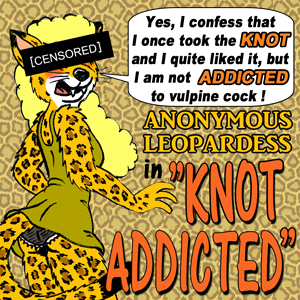 [CENSORED]
Yes, I confess that
I once took the KNOT
and I quite liked it, but
I am not ADDICTED
to vulpine cock !
ANONYMOUS
LEOPARDESS
in "KNOT
ADDICTED"